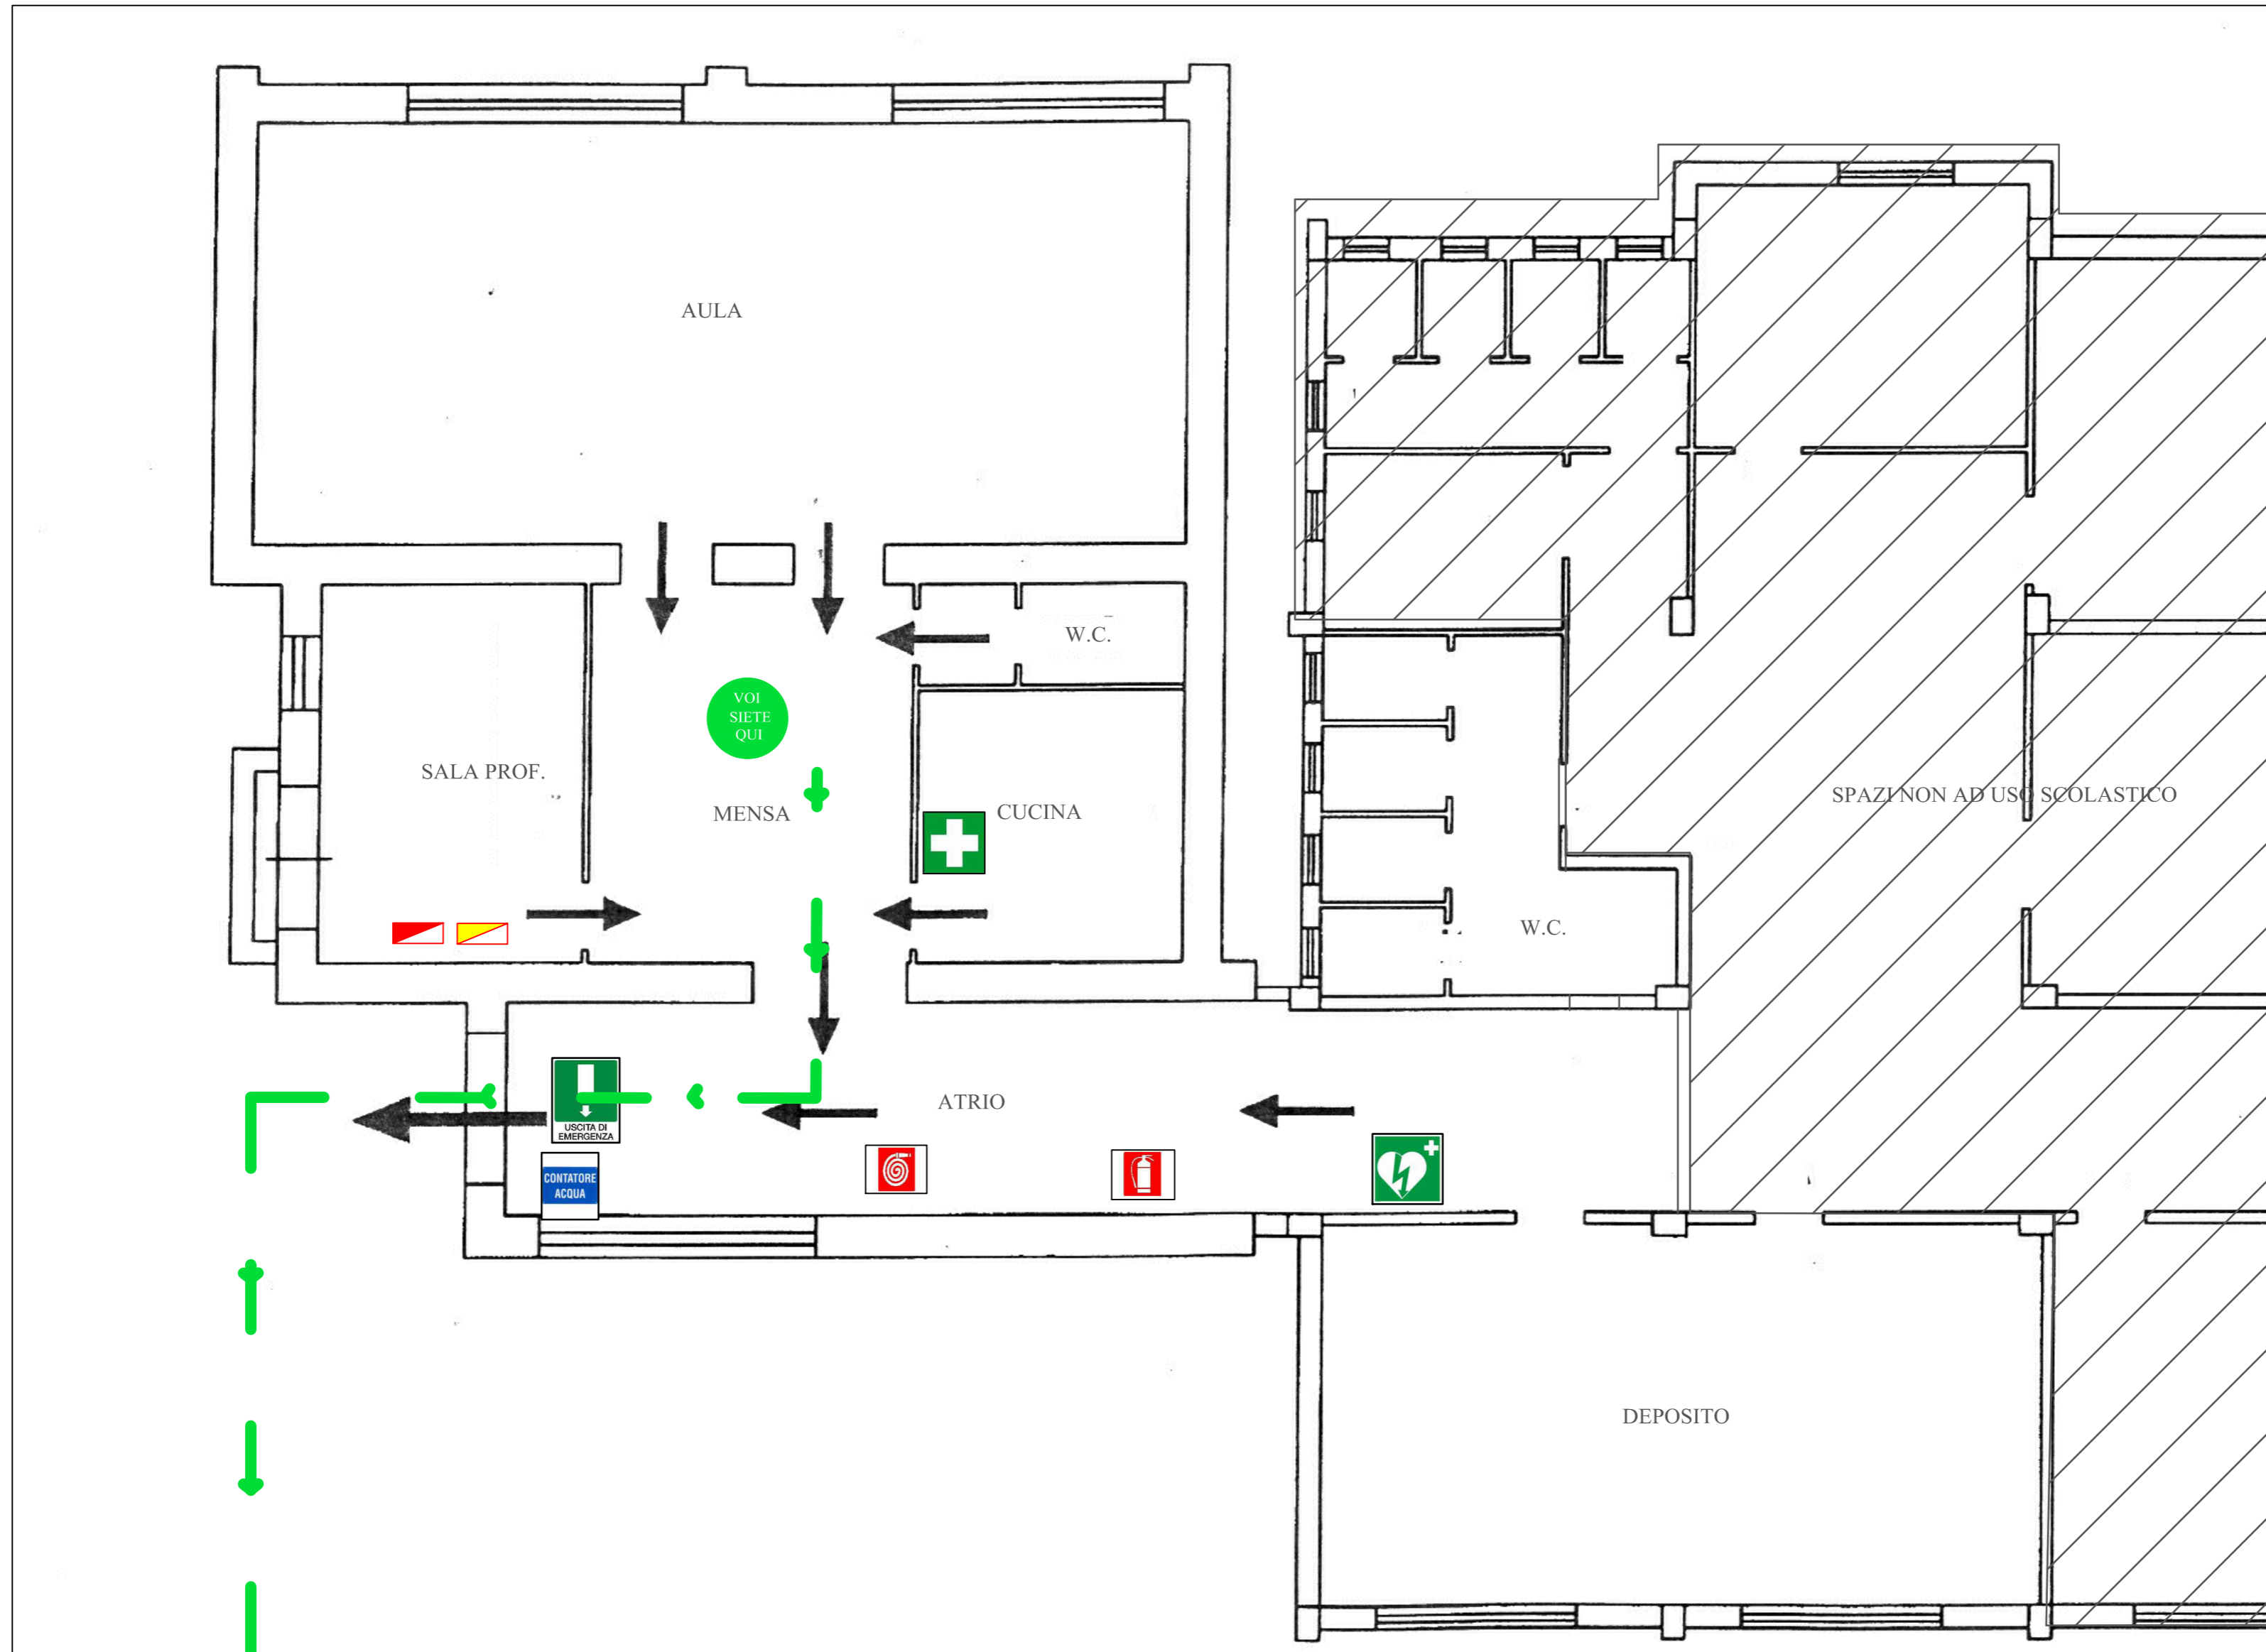 AULA
W.C.
VOI
SIETE
QUI
SALA PROF.
MENSA
CUCINA
SPAZI NON AD USO SCOLASTICO
W.C.
ATRIO
USCITA DI
EMERGENZA
CONTATORE
ACQUA
DEPOSITO